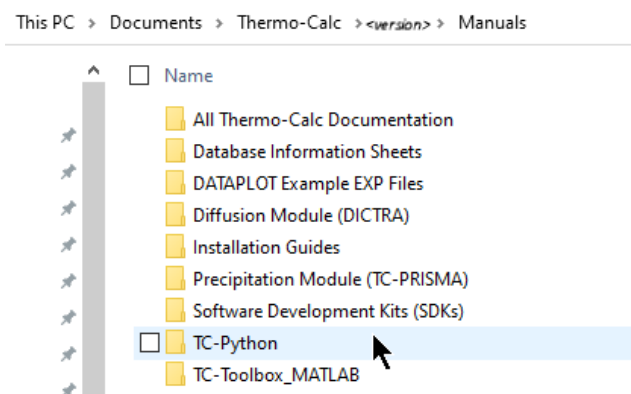 This PC > Documents > Thermo-Calc > <version> > Manuals
Name
All Thermo-Calc Documentation
Database Information Sheets
DATAPLOT Example EXP Files
Diffusion Module (DICTRA)
Installation Guides
Precipitation Module (TC-PRISMA)
Software Development Kits (SDKs)
TC-Python
TC-Toolbox_MATLAB